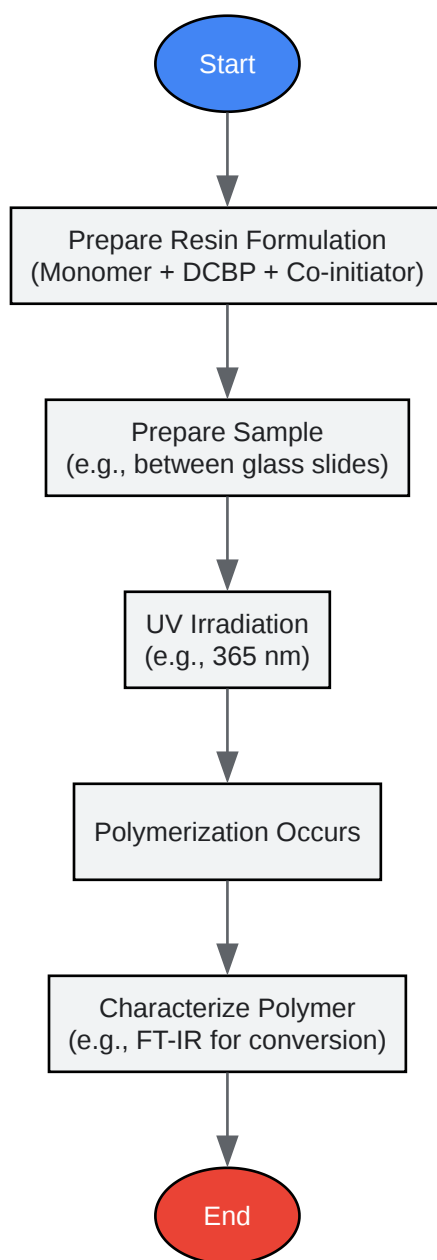 Start
Prepare Resin Formulation
(Monomer + DCBP + Co-initiator)
Prepare Sample
(e.g., between glass slides)
UV Irradiation
(e.g., 365 nm)
Polymerization Occurs
Characterize Polymer
(e.g., FT-IR for conversion)
End